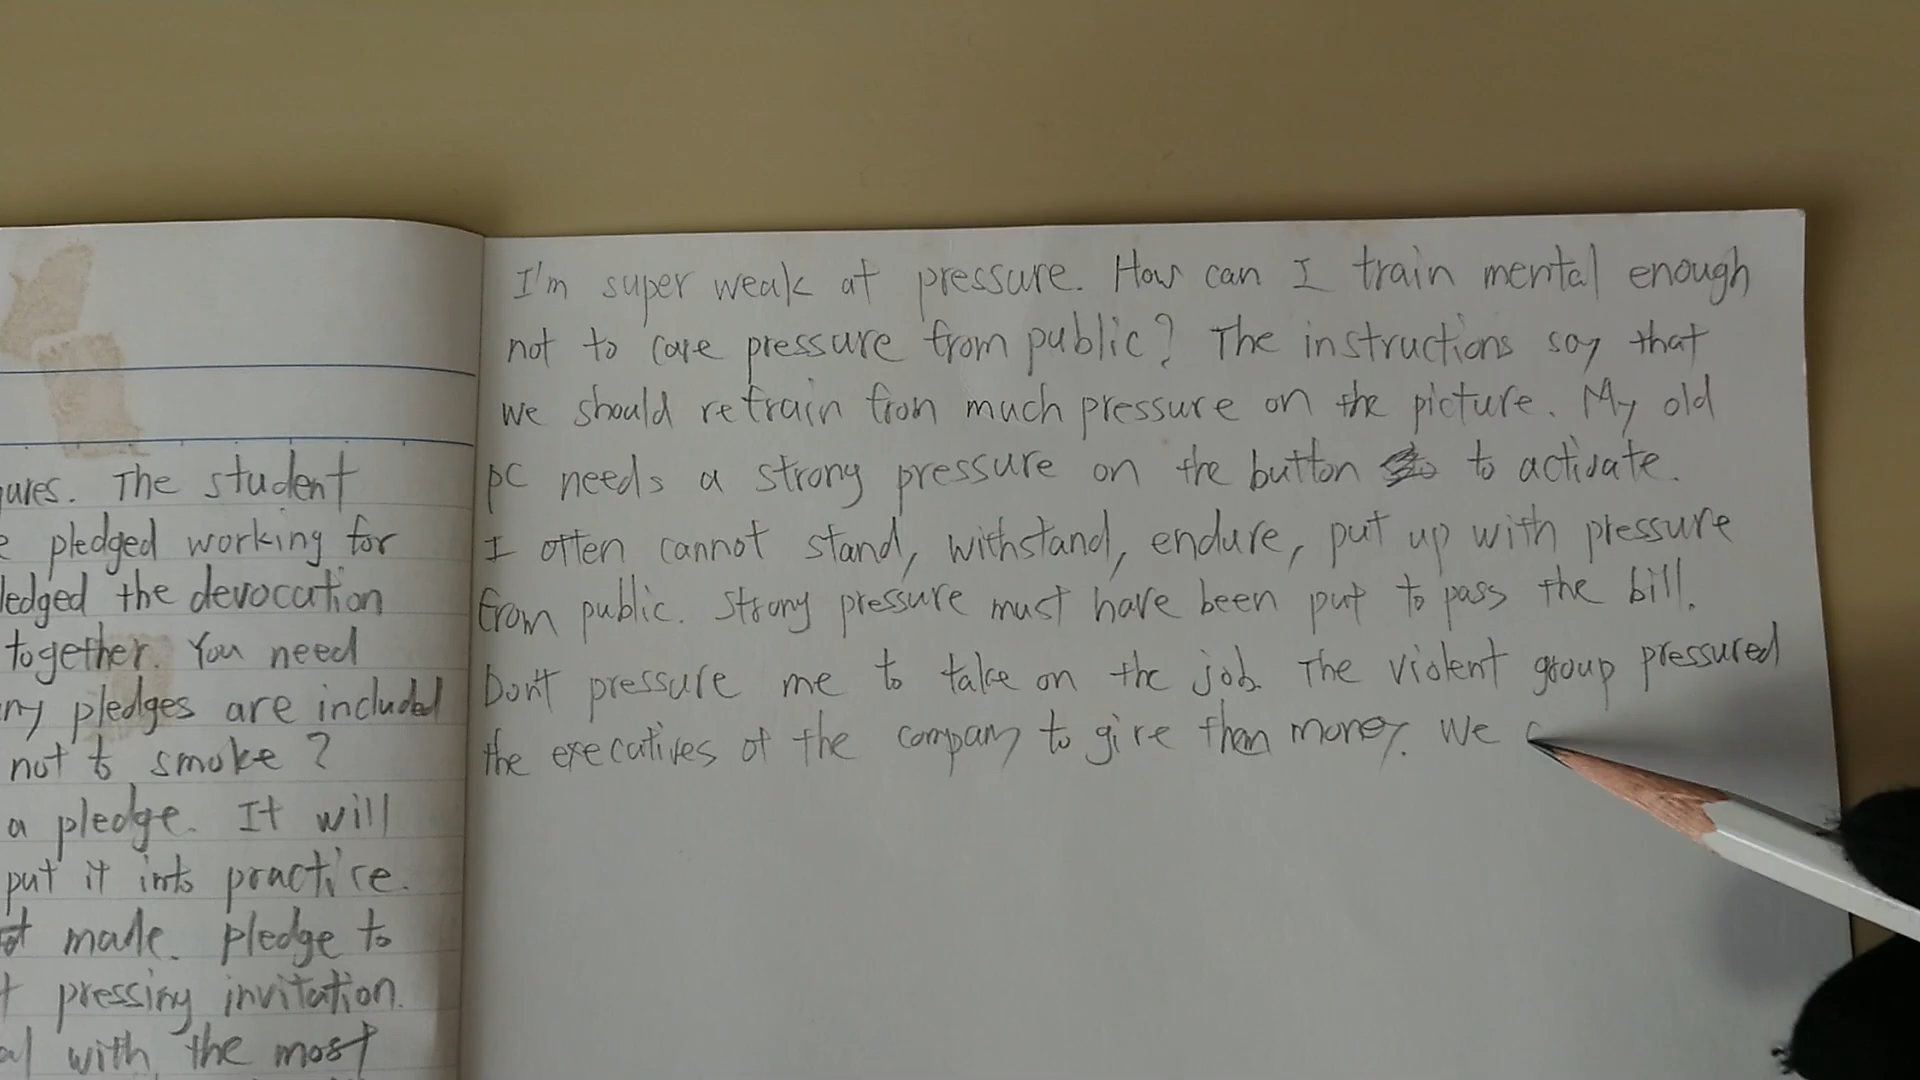 ures. The student
pledged working for
ledged the devocation
together. You need
my pledges are included
not to smoke?
a pledge. It will
put it into practice.
made. pledge to
pressing invitation.
with the most
I'm super weak at pressure. How can I train mental enough
not to care pressure from public? The instructions say that
we should refrain from much pressure on the picture. My old
pc needs a strong pressure on the button to activate.
I often cannot stand, withstand, endure, put up with pressure
from public. Strong pressure must have been put to pass the bill.
Don't pressure me to take on the job. The violent group pressured
the executives of the company to give them money. We